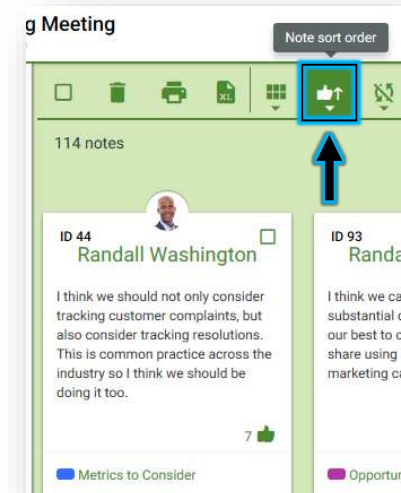 g Meeting
Note sort order
XL
114 notes
ID 44
Randall Washington
I think we should not only consider
tracking customer complaints, but
also consider tracking resolutions.
This is common practice across the
industry so I think we should be
doing it too.
7
Metrics to Consider
ID 93
Randa
I think we ca
substantial
our best to
share using
marketing ca
Opportun